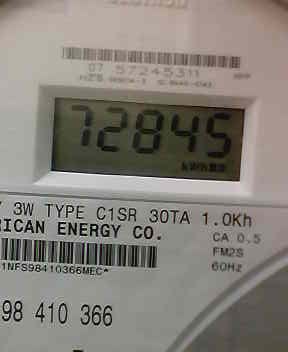 07 57245311
72845
kWh
3W TYPE C1SR 30TA 1.0Kh
RICAN ENERGY CO.
CA 0.5
FM2S
60Hz
1NFS98410366MEC*
98 410 366